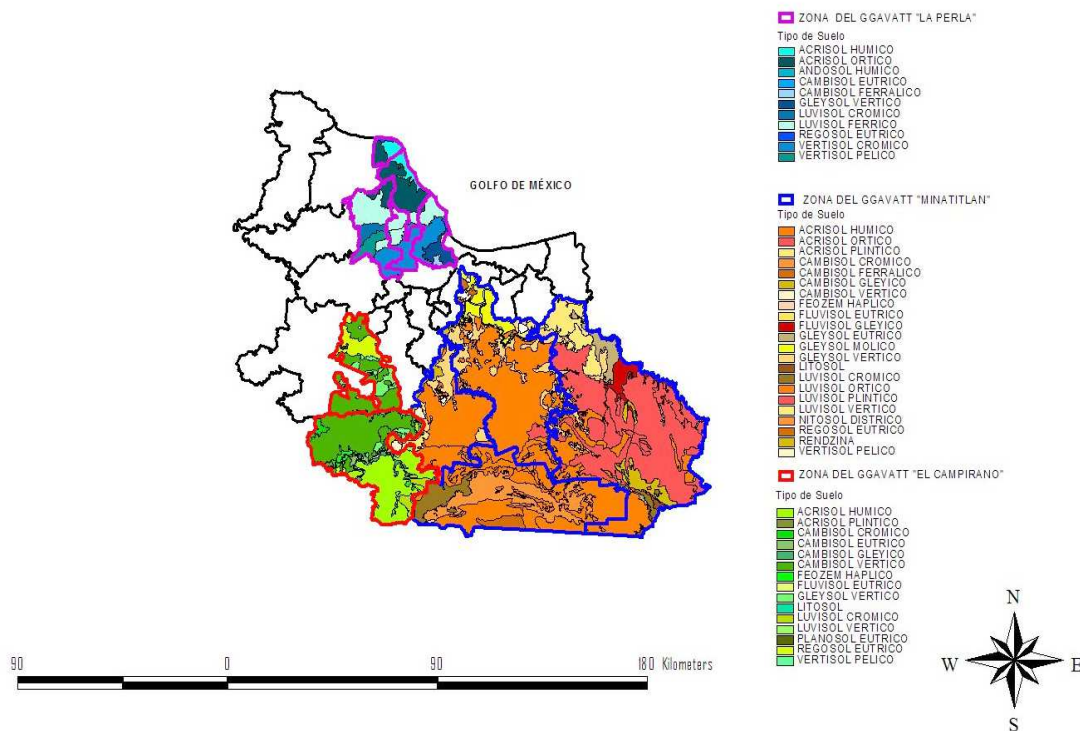 ZONA DEL GGAVATT "LA PERLA"
Tipo de Suelo
ACRISOL HUMICO
ACRISOL ORTICO
ANDOSOL HUMICO
CAMBISOL EUTRICO
CAMBISOL FERRALICO
GLEYSOL VERTICO
LUVISOL CROMICO
LUVISOL FERRICO
REGOSOL EUTRICO
VERTISOL CROMICO
VERTISOL PELICO
GOLFO DE MÉXICO
ZONA DEL GGAVATT "MINATITLAN"
Tipo de Suelo
ACRISOL HUMICO
ACRISOL ORTICO
ACRISOL PLINTICO
CAMBISOL CROMICO
CAMBISOL FERRALICO
CAMBISOL GLEYICO
CAMBISOL VERTICO
FEOZEM HAPLICO
FLUVISOL EUTRICO
FLUVISOL GLEYICO
GLEYSOL EUTRICO
GLEYSOL MOLICO
GLEYSOL VERTICO
LITOSOL
LUVISOL CROMICO
LUVISOL ORTICO
LUVISOL PLINTICO
LUVISOL VERTICO
NITOSOL DISTRICO
REGOSOL EUTRICO
RENDZINA
VERTISOL PELICO
ZONA DEL GGAVATT "EL CAMPIRANO"
Tipo de Suelo
ACRISOL HUMICO
ACRISOL PLINTICO
CAMBISOL CROMICO
CAMBISOL EUTRICO
CAMBISOL GLEYICO
CAMBISOL VERTICO
FEOZEM HAPLICO
FLUVISOL EUTRICO
GLEYSOL VERTICO
LITOSOL
LUVISOL CROMICO
LUVISOL VERTICO
PLANOSOL EUTRICO
REGOSOL EUTRICO
VERTISOL PELICO
90 0 90 180 Kilometers
N
W E
S